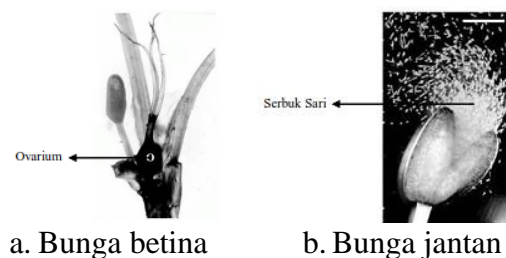 Serbuk Sari
Ovarium
C
a. Bunga betina
b. Bunga jantan